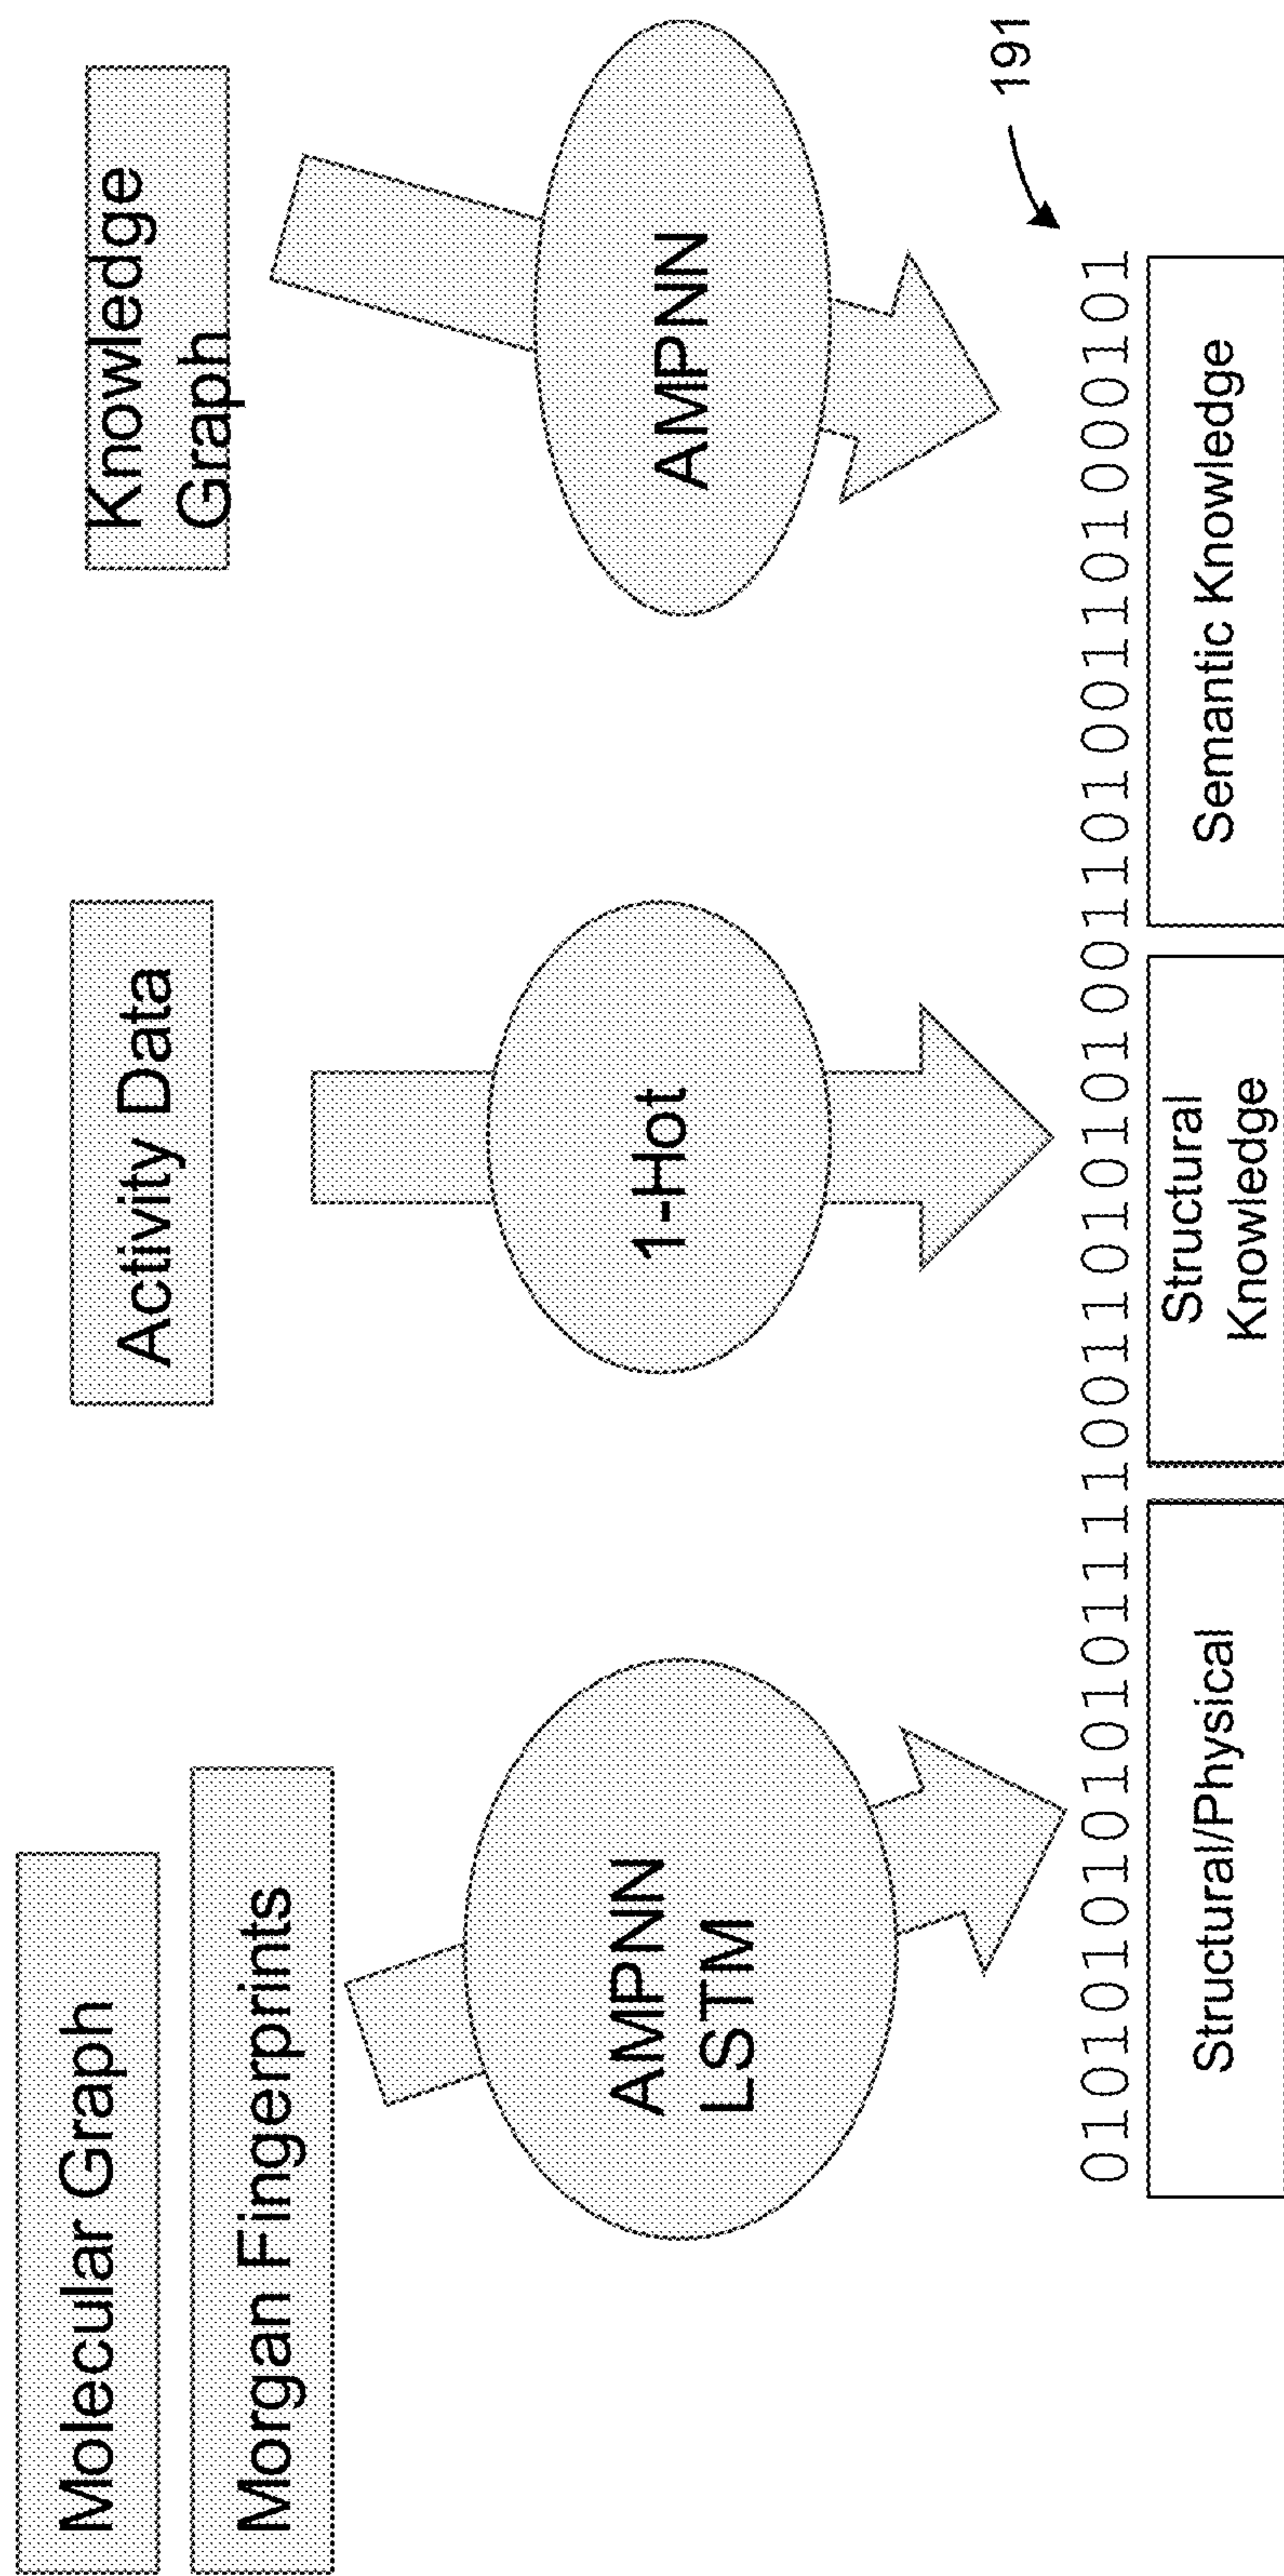 Molecular Graph
Morgan Fingerprints
Activity Data
Knowledge
Graph
AMPNN
LSTM
1-Hot
AMPNN
191
010101010101011110011010101001101001101000101
Structural/Physical
Structural
Knowledge
Semantic Knowledge